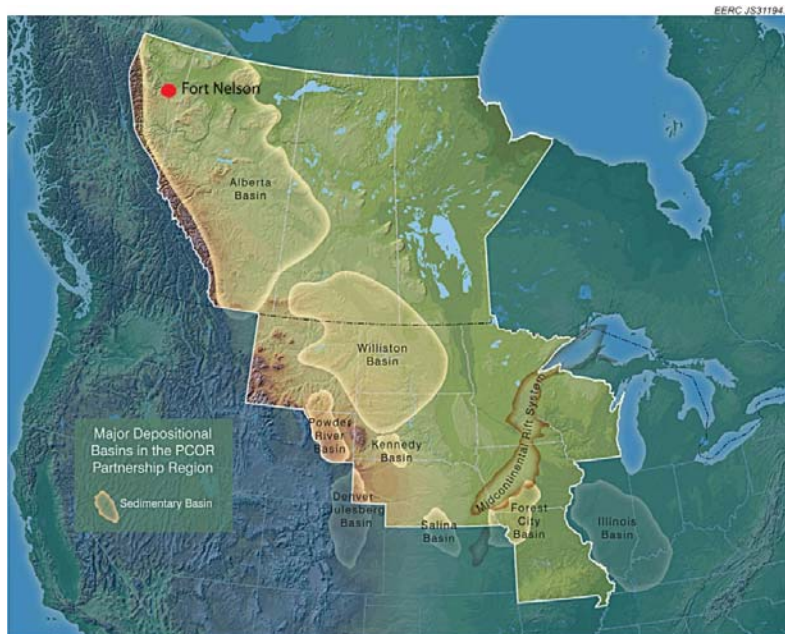 EERC JS31194
Fort Nelson
Alberta
Basin
Williston
Basin
Powder
River
Basin
Kennedy
Basin
Midcontinental Rift System
Major Depositional
Basins in the PCOR
Partnership Region
Sedimentary Basin
Denver
Julesberg
Basin
Salina
Basin
Forest
City
Basin
Illinois
Basin